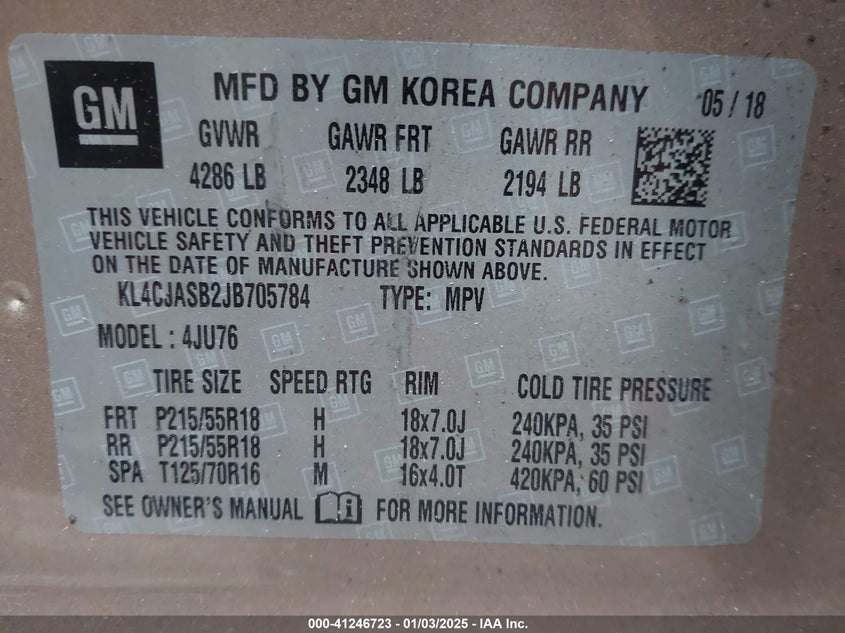 GM
MFD BY GM KOREA COMPANY 05 / 18
GVWR GAWR FRT GAWR RR
4286 LB 2348 LB 2194 LB
THIS VEHICLE CONFORMS TO ALL APPLICABLE U.S. FEDERAL MOTOR
VEHICLE SAFETY AND THEFT PREVENTION STANDARDS IN EFFECT
ON THE DATE OF MANUFACTURE SHOWN ABOVE.
KL4CJASB2JB705784 TYPE: MPV
MODEL : 4JU76
TIRE SIZE SPEED RTG RIM COLD TIRE PRESSURE
FRT P215/55R18 H 18x7.0J 240KPA, 35 PSI
RR P215/55R18 H 18x7.0J 240KPA, 35 PSI
SPA T125/70R16 M 16x4.0T 420KPA, 60 PSI
SEE OWNER'S MANUAL FOR MORE INFORMATION.
000-41246723 - 01/03/2025 - IAA Inc.